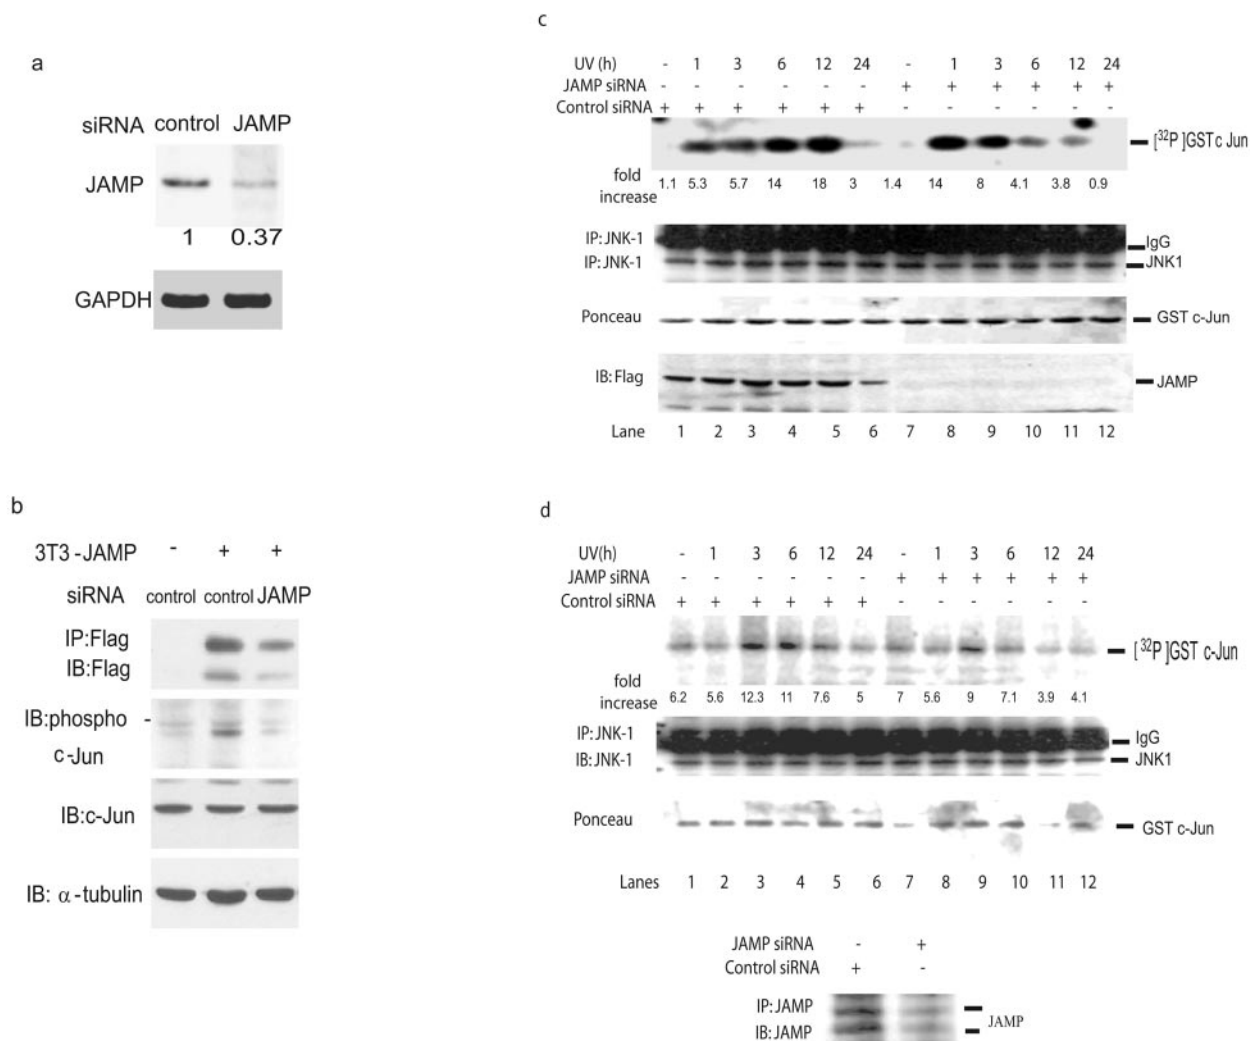 a
siRNA control JAMP
JAMP
1 0.37
GAPDH
b
3T3 -JAMP - + +
siRNA control control JAMP
IP:Flag
IB:Flag
IB:phospho -
c-Jun
IB:c-Jun
IB: α-tubulin
c
UV (h) - 1 3 6 12 24 - 1 3 6 12 24
JAMP siRNA - - - - - - + + + + + +
Control siRNA + + + + + + - - - - - -
[32P]GST c Jun
fold
increase 1.1 5.3 5.7 14 18 3 1.4 14 8 4.1 3.8 0.9
IP: JNK-1 IgG
IP: JNK-1 JNK1
Ponceau GST c-Jun
IB: Flag JAMP
Lane 1 2 3 4 5 6 7 8 9 10 11 12
d
UV(h) - 1 3 6 12 24 - 1 3 6 12 24
JAMP siRNA - - - - - - + + + + + +
Control siRNA + + + + + + - - - - - -
[32P]GST c-Jun
fold
increase 6.2 5.6 12.3 11 7.6 5 7 5.6 9 7.1 3.9 4.1
IP: JNK-1 IgG
IB: JNK-1 JNK1
Ponceau GST c-Jun
Lanes 1 2 3 4 5 6 7 8 9 10 11 12
JAMP siRNA - +
Control siRNA + -
IP: JAMP
JAMP
IB: JAMP